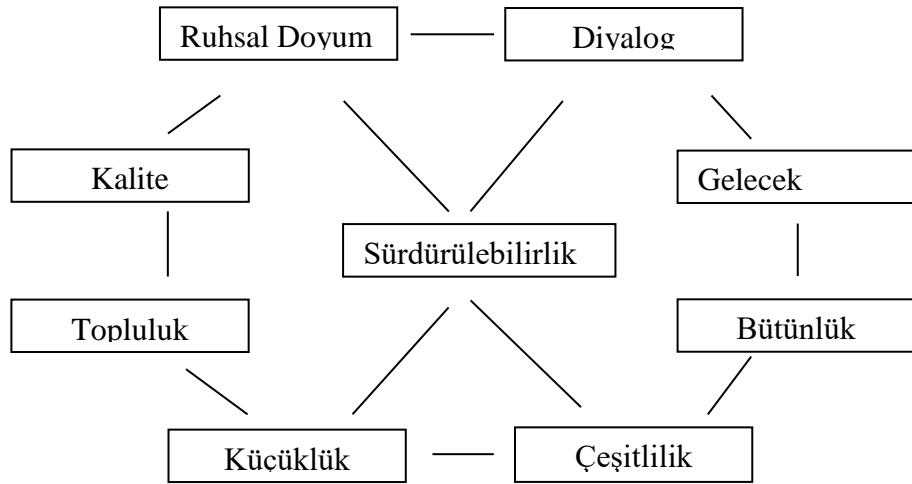 Ruhsal Doyum
Diyalog
Kalite
Gelecek
Sürdürülebilirlik
Topluluk
Bütünlük
Küçüklük
Çeşitlilik